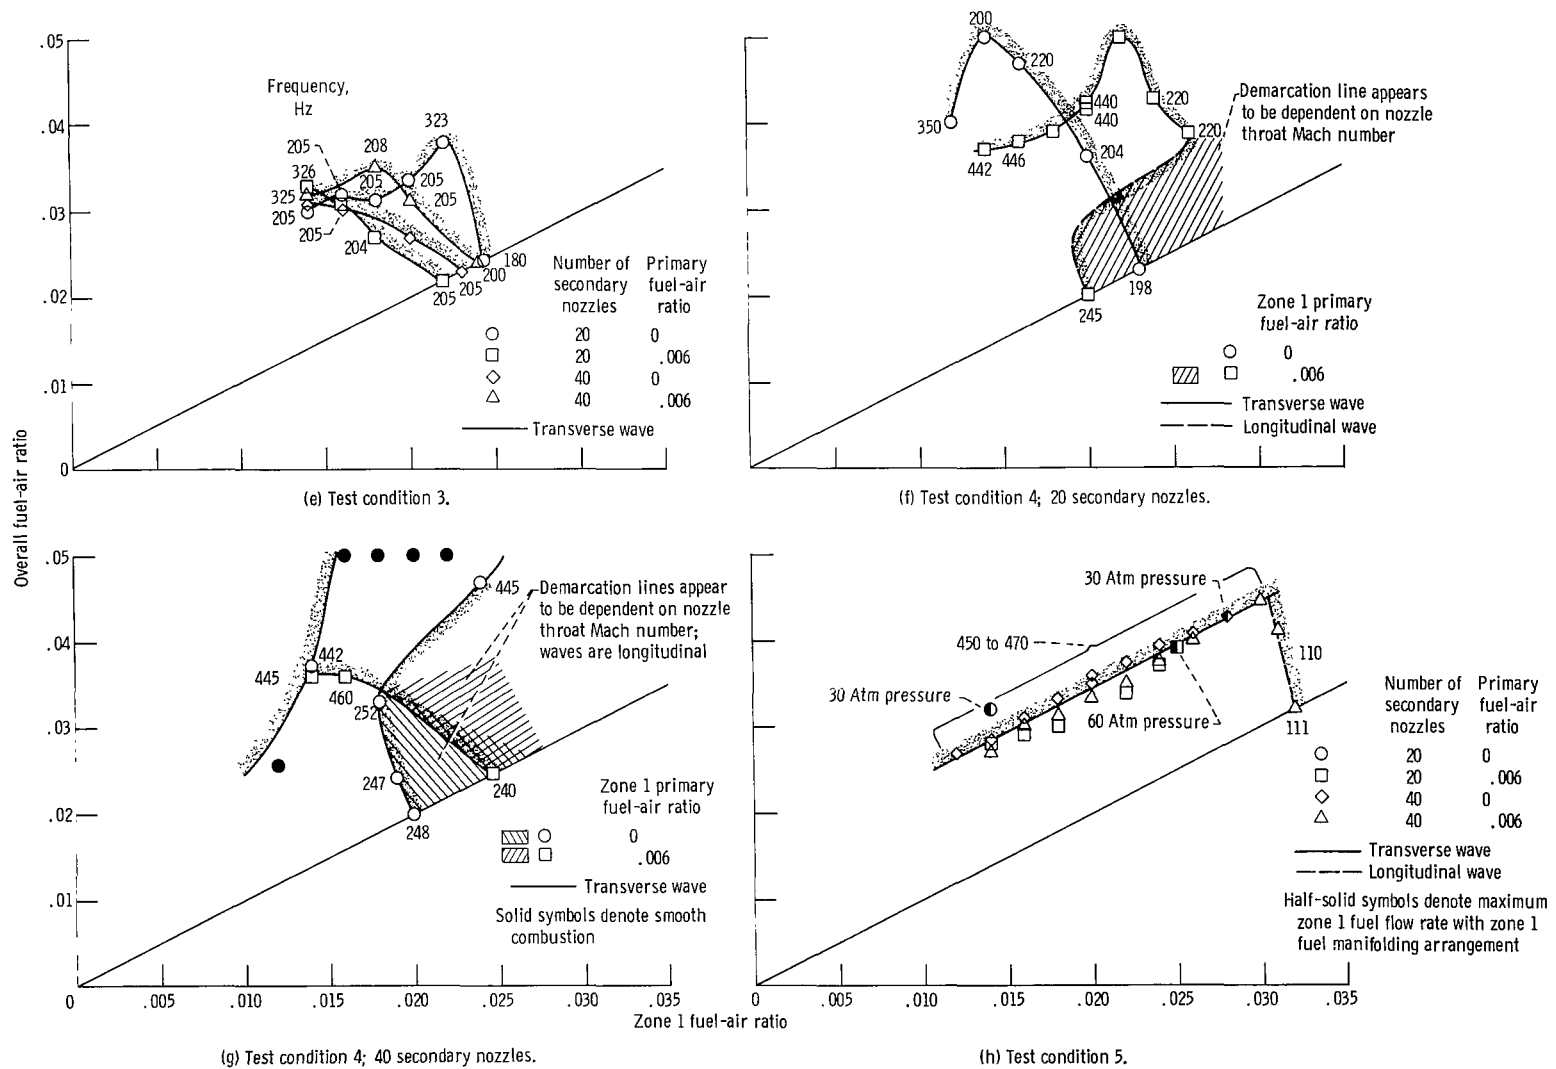 Overall fuel-air ratio
.05
.04
.03
.02
.01
0
Frequency,
Hz
205
326
325
205
205
208
205
204
323
205
205
205
205
200
180
Number of secondary nozzles
Primary fuel-air ratio
20 0
20 .006
40 0
40 .006
Transverse wave
(e) Test condition 3.
200
220
350
440
440
442
446
204
220
220
245
198
Demarcation line appears
to be dependent on nozzle
throat Mach number
Zone 1 primary
fuel-air ratio
0
.006
Transverse wave
Longitudinal wave
(f) Test condition 4; 20 secondary nozzles.
.05
.04
.03
.02
.01
0
.005
.010
.015
.020
.025
.030
.035
445
442
460
252
445
247
248
240
Demarcation lines appear
to be dependent on nozzle
throat Mach number;
waves are longitudinal
Zone 1 primary
fuel-air ratio
0
.006
Transverse wave
Solid symbols denote smooth
combustion
(g) Test condition 4; 40 secondary nozzles.
30 Atm pressure
450 to 470
30 Atm pressure
60 Atm pressure
110
111
Number of secondary nozzles
Primary fuel-air ratio
20 0
20 .006
40 0
40 .006
Transverse wave
Longitudinal wave
Half-solid symbols denote maximum
zone 1 fuel flow rate with zone 1
fuel manifolding arrangement
0
.005
.010
.015
.020
.025
.030
.035
Zone 1 fuel-air ratio
(h) Test condition 5.